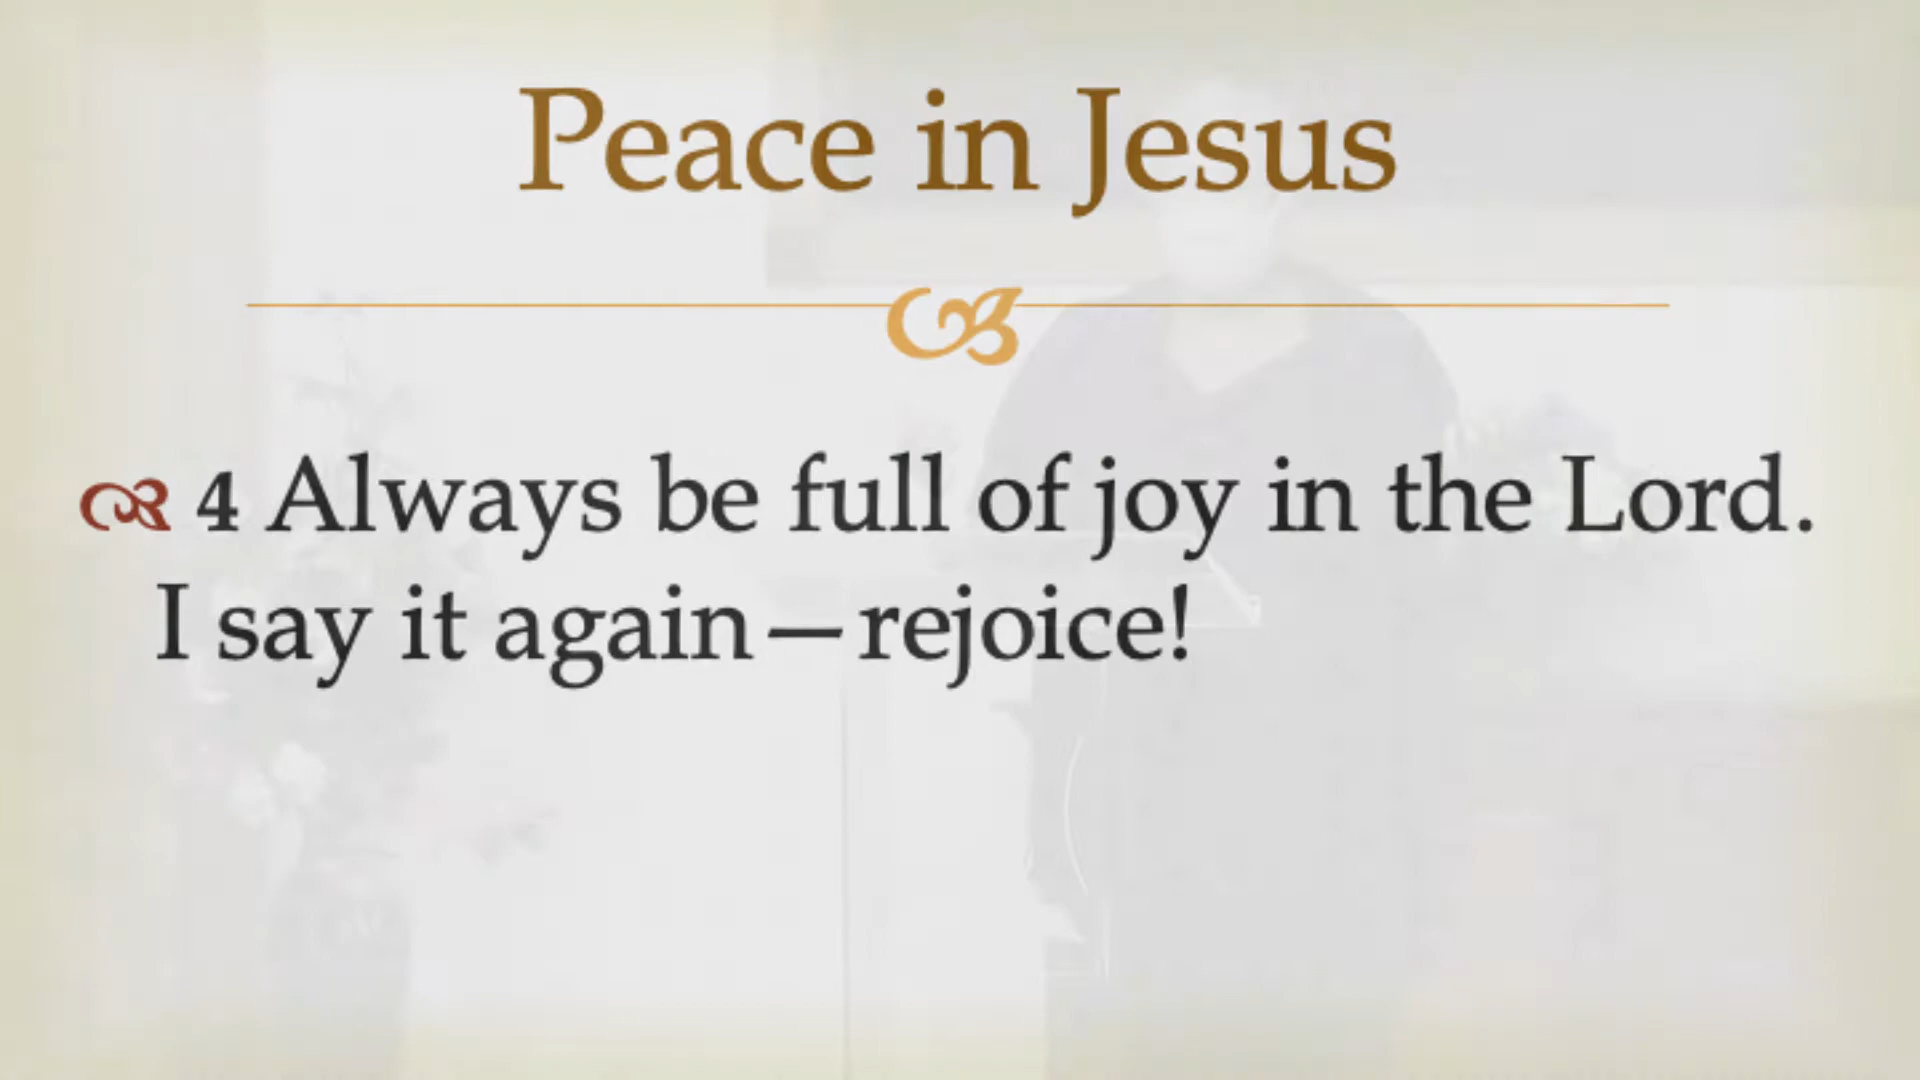 Peace in Jesus
4 Always be full of joy in the Lord.
I say it again—rejoice!